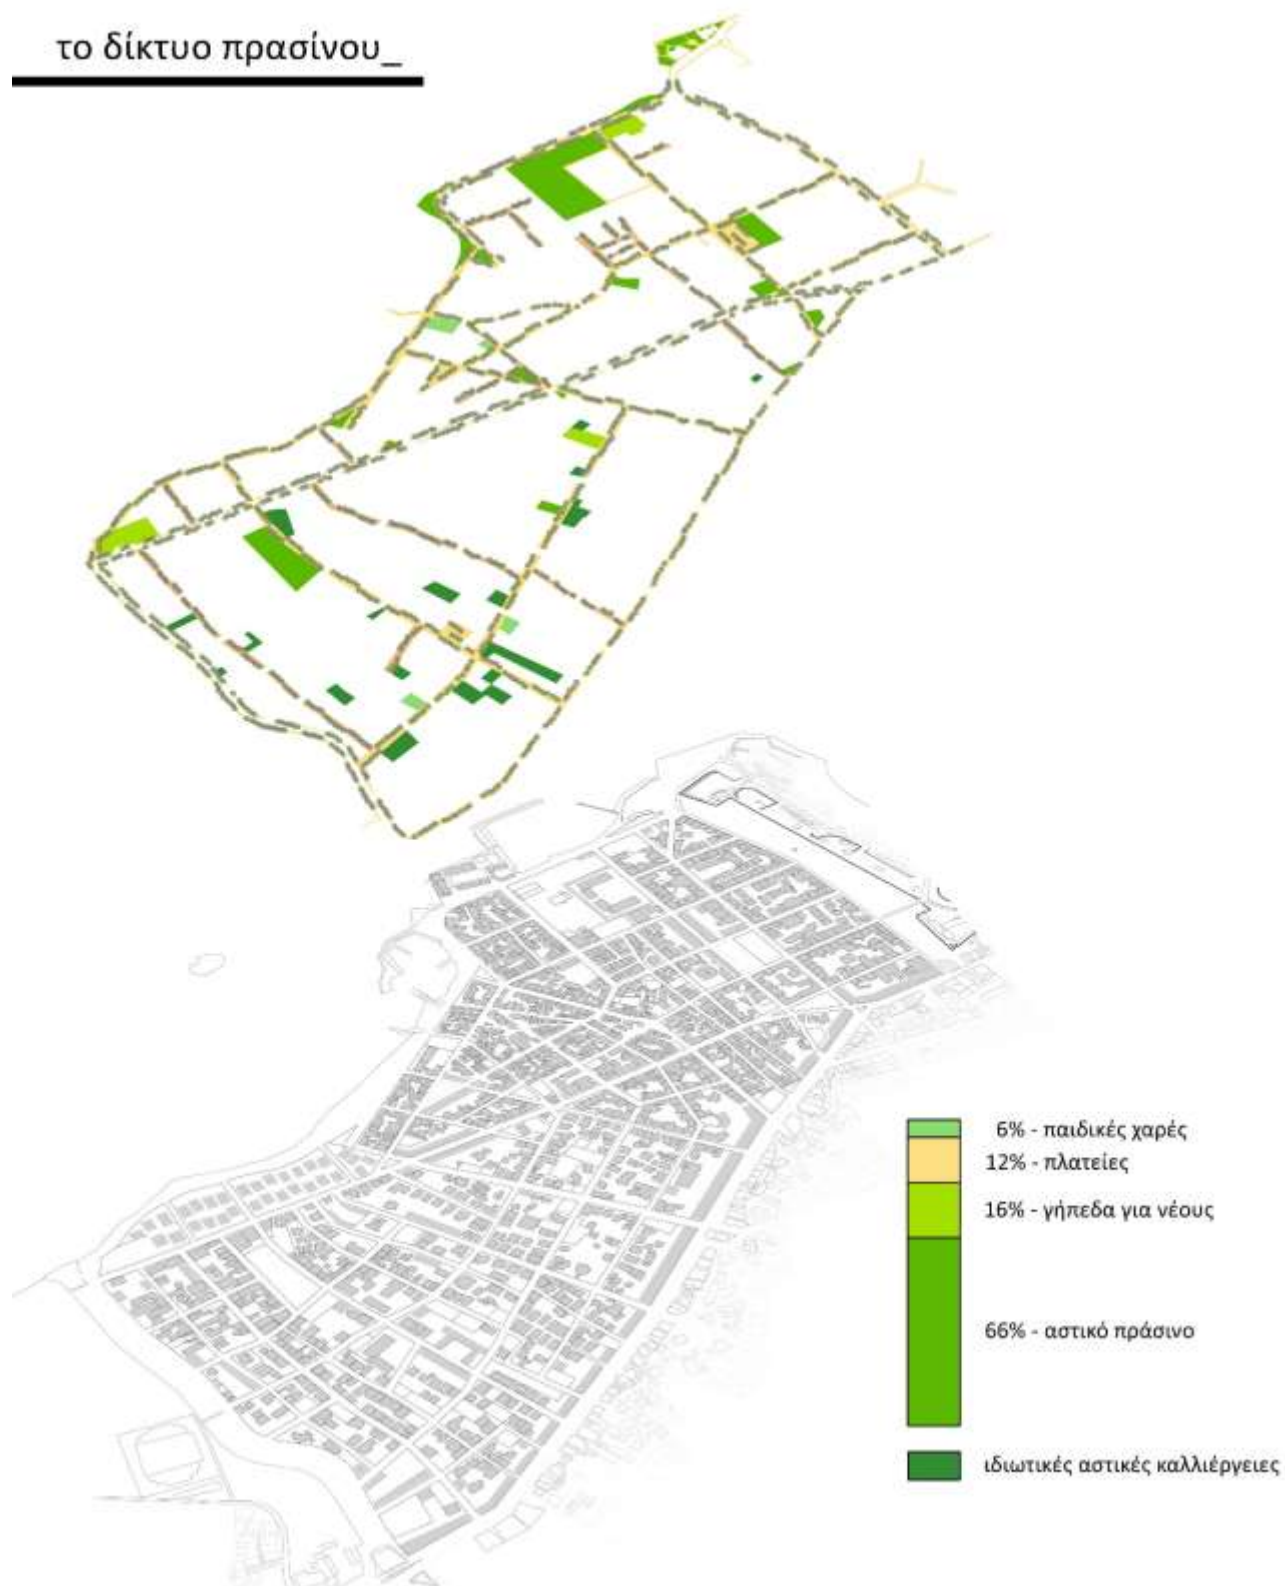 το δίκτυο πρασίνου_
6% - παιδικές χαρές
12% - πλατείες
16% - γήπεδα για νέους
66% - αστικό πράσινο
ιδιωτικές αστικές καλλιέργειες